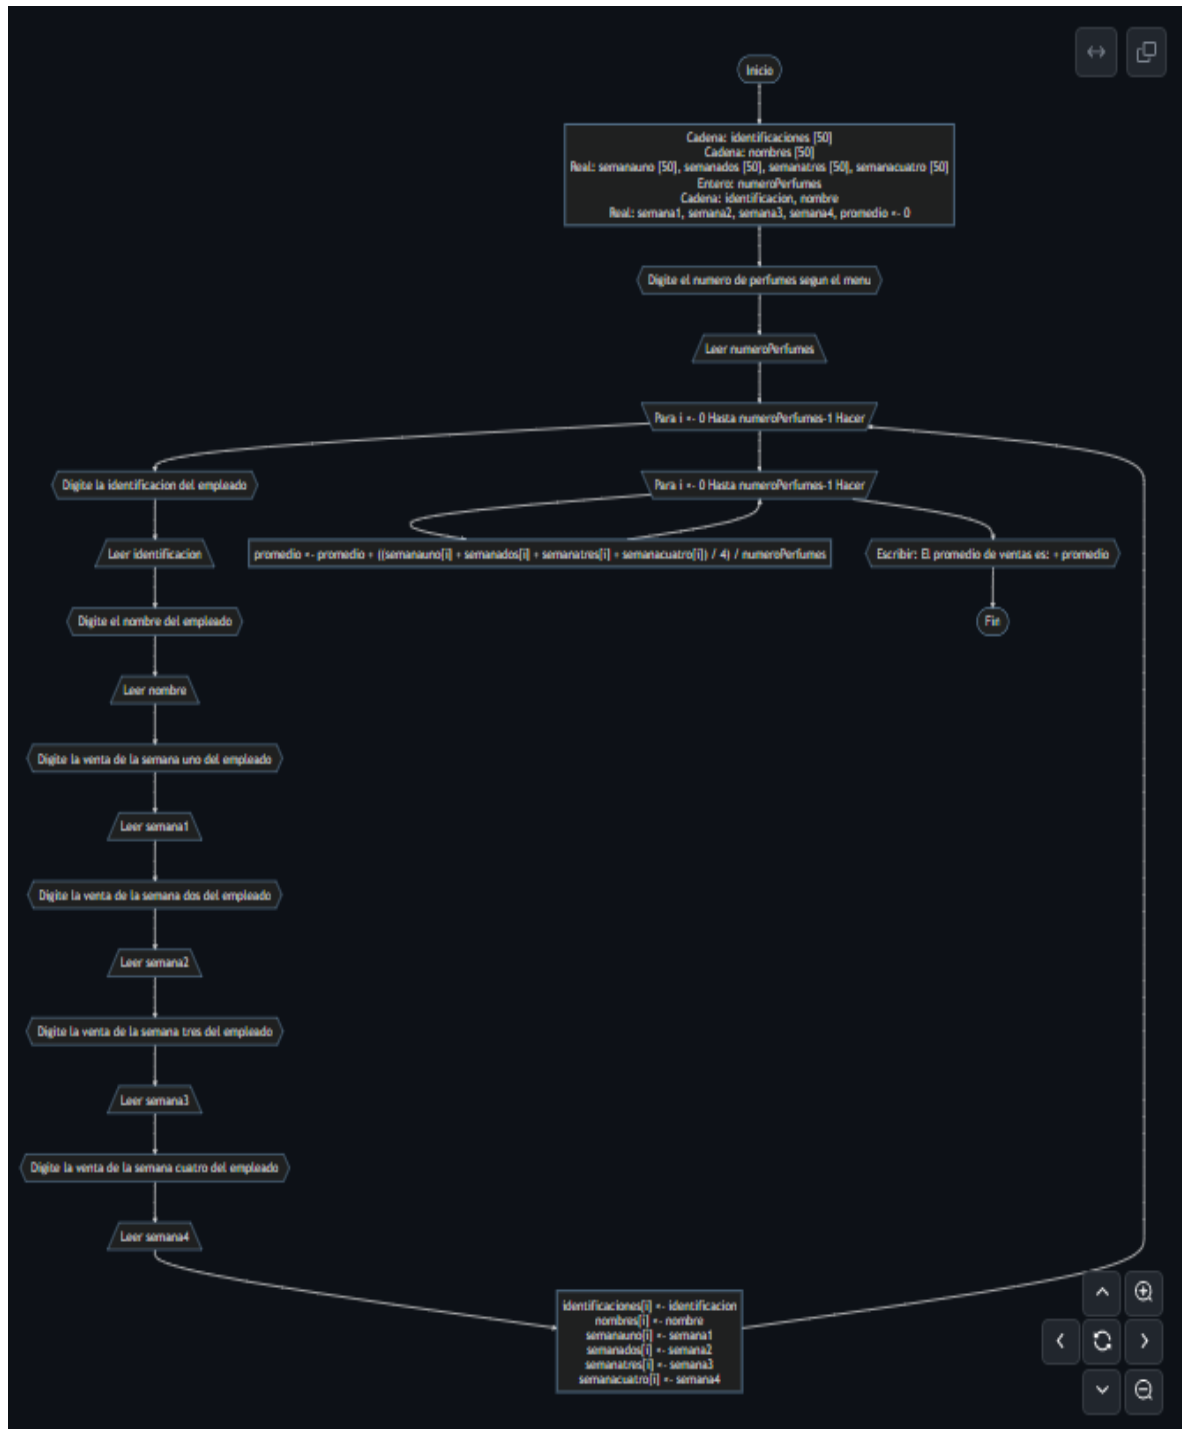 Inicio
Cadena: identificaciones [50]
Cadena: nombres [50]
Real: semanauno [50], semanados [50], semanatres [50], semanacuatro [50]
Entero: numeroPerfumes
Cadena: identificacion, nombre
Real: semana1, semana2, semana3, semana4, promedio <- 0
Digite el numero de perfumes segun el menu
Leer numeroPerfumes
Para i <- 0 Hasta numeroPerfumes-1 Hacer
Digite la identificacion del empleado
Leer identificacion
Digite el nombre del empleado
Leer nombre
Digite la venta de la semana uno del empleado
Leer semana1
Digite la venta de la semana dos del empleado
Leer semana2
Digite la venta de la semana tres del empleado
Leer semana3
Digite la venta de la semana cuatro del empleado
Leer semana4
identificaciones[i] <- identificacion
nombres[i] <- nombre
semanauno[i] <- semana1
semanados[i] <- semana2
semanatres[i] <- semana3
semanacuatro[i] <- semana4
Para i <- 0 Hasta numeroPerfumes-1 Hacer
promedio <- promedio + ((semanauno[i] + semanados[i] + semanatres[i] + semanacuatro[i]) / 4) / numeroPerfumes
Escribir: El promedio de ventas es: + promedio
Fin